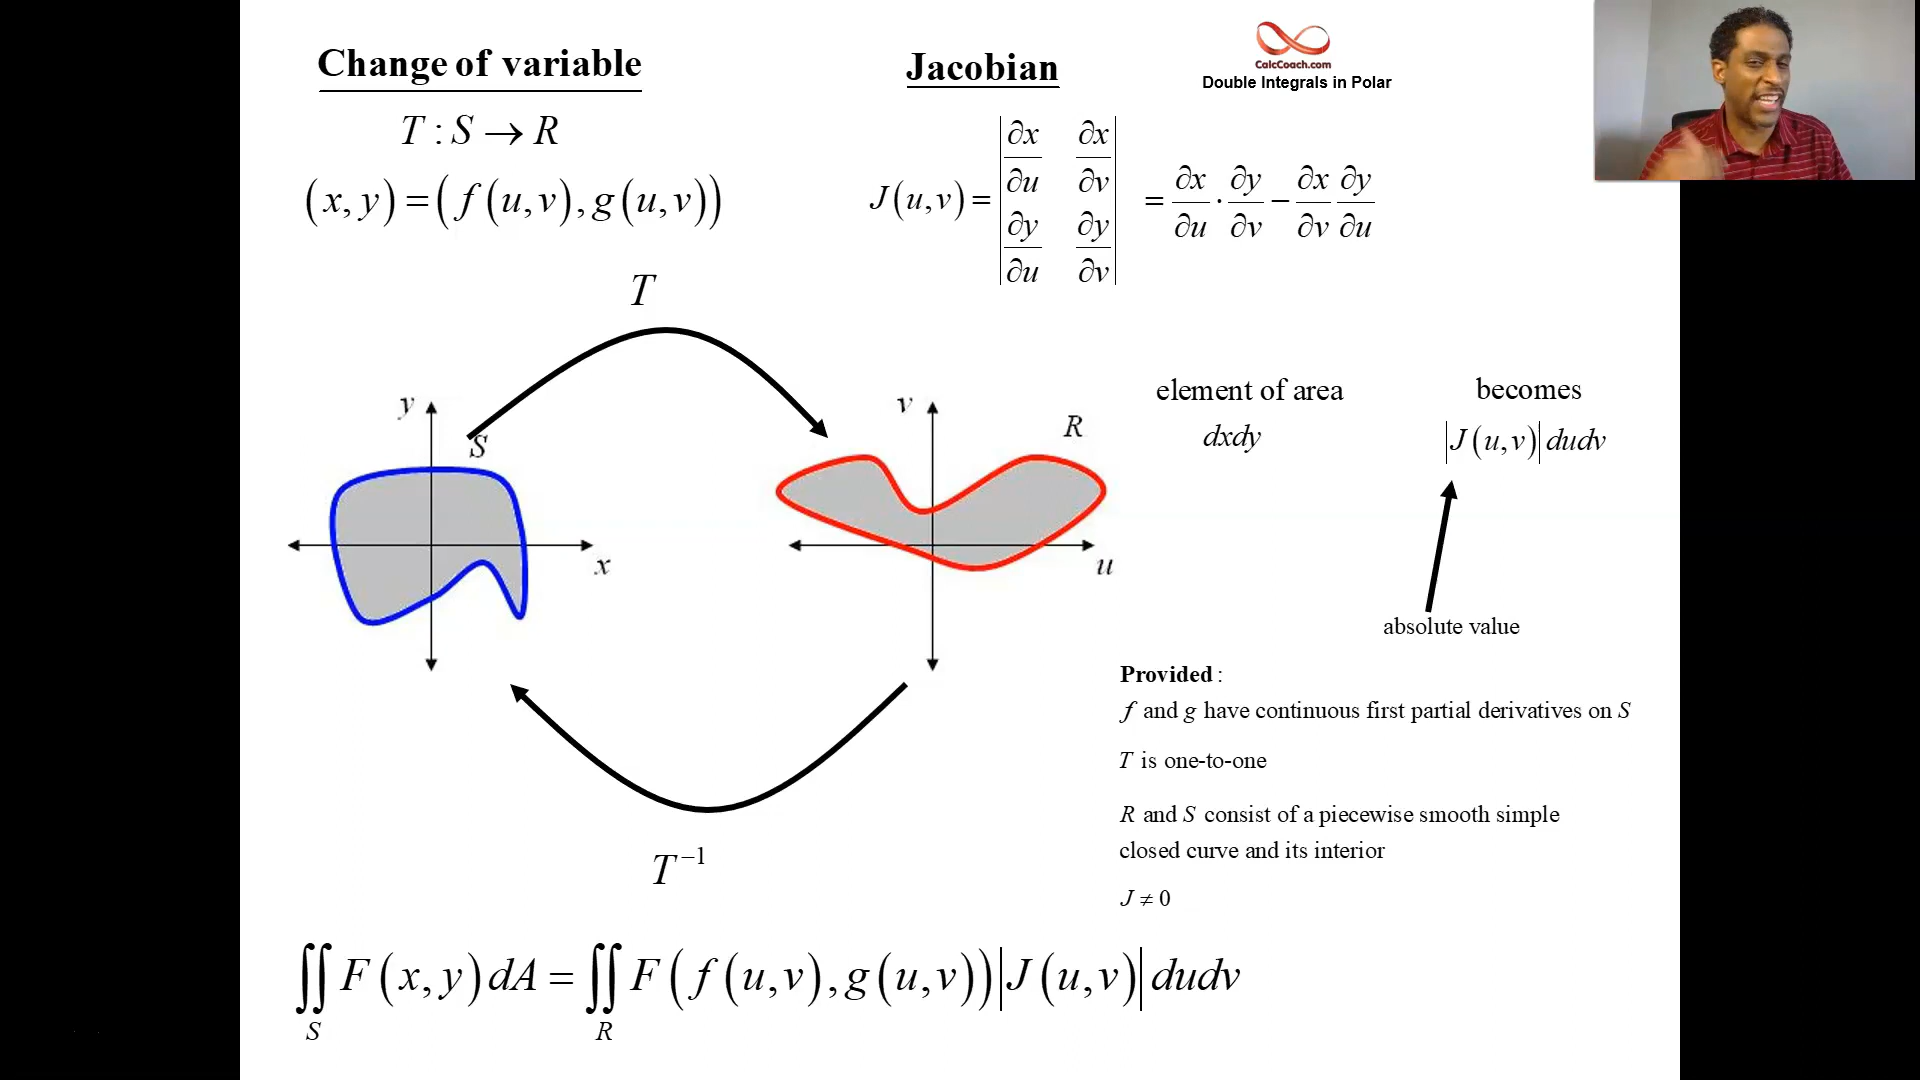 Change of variable
T : S → R
(x, y) = (f(u, v), g(u, v))
Jacobian
J(u, v) = |∂x/∂u ∂x/∂v; ∂y/∂u ∂y/∂v| = ∂x/∂u · ∂y/∂v − ∂x/∂v ∂y/∂u
CalcCoach.com
Double Integrals in Polar
T
y
S
x
v
R
u
element of area
dxdy
becomes
|J(u, v)| dudv
absolute value
T⁻¹
Provided :
f and g have continuous first partial derivatives on S
T is one-to-one
R and S consist of a piecewise smooth simple
closed curve and its interior
J ≠ 0
∬_S F(x, y) dA = ∬_R F(f(u, v), g(u, v)) |J(u, v)| dudv